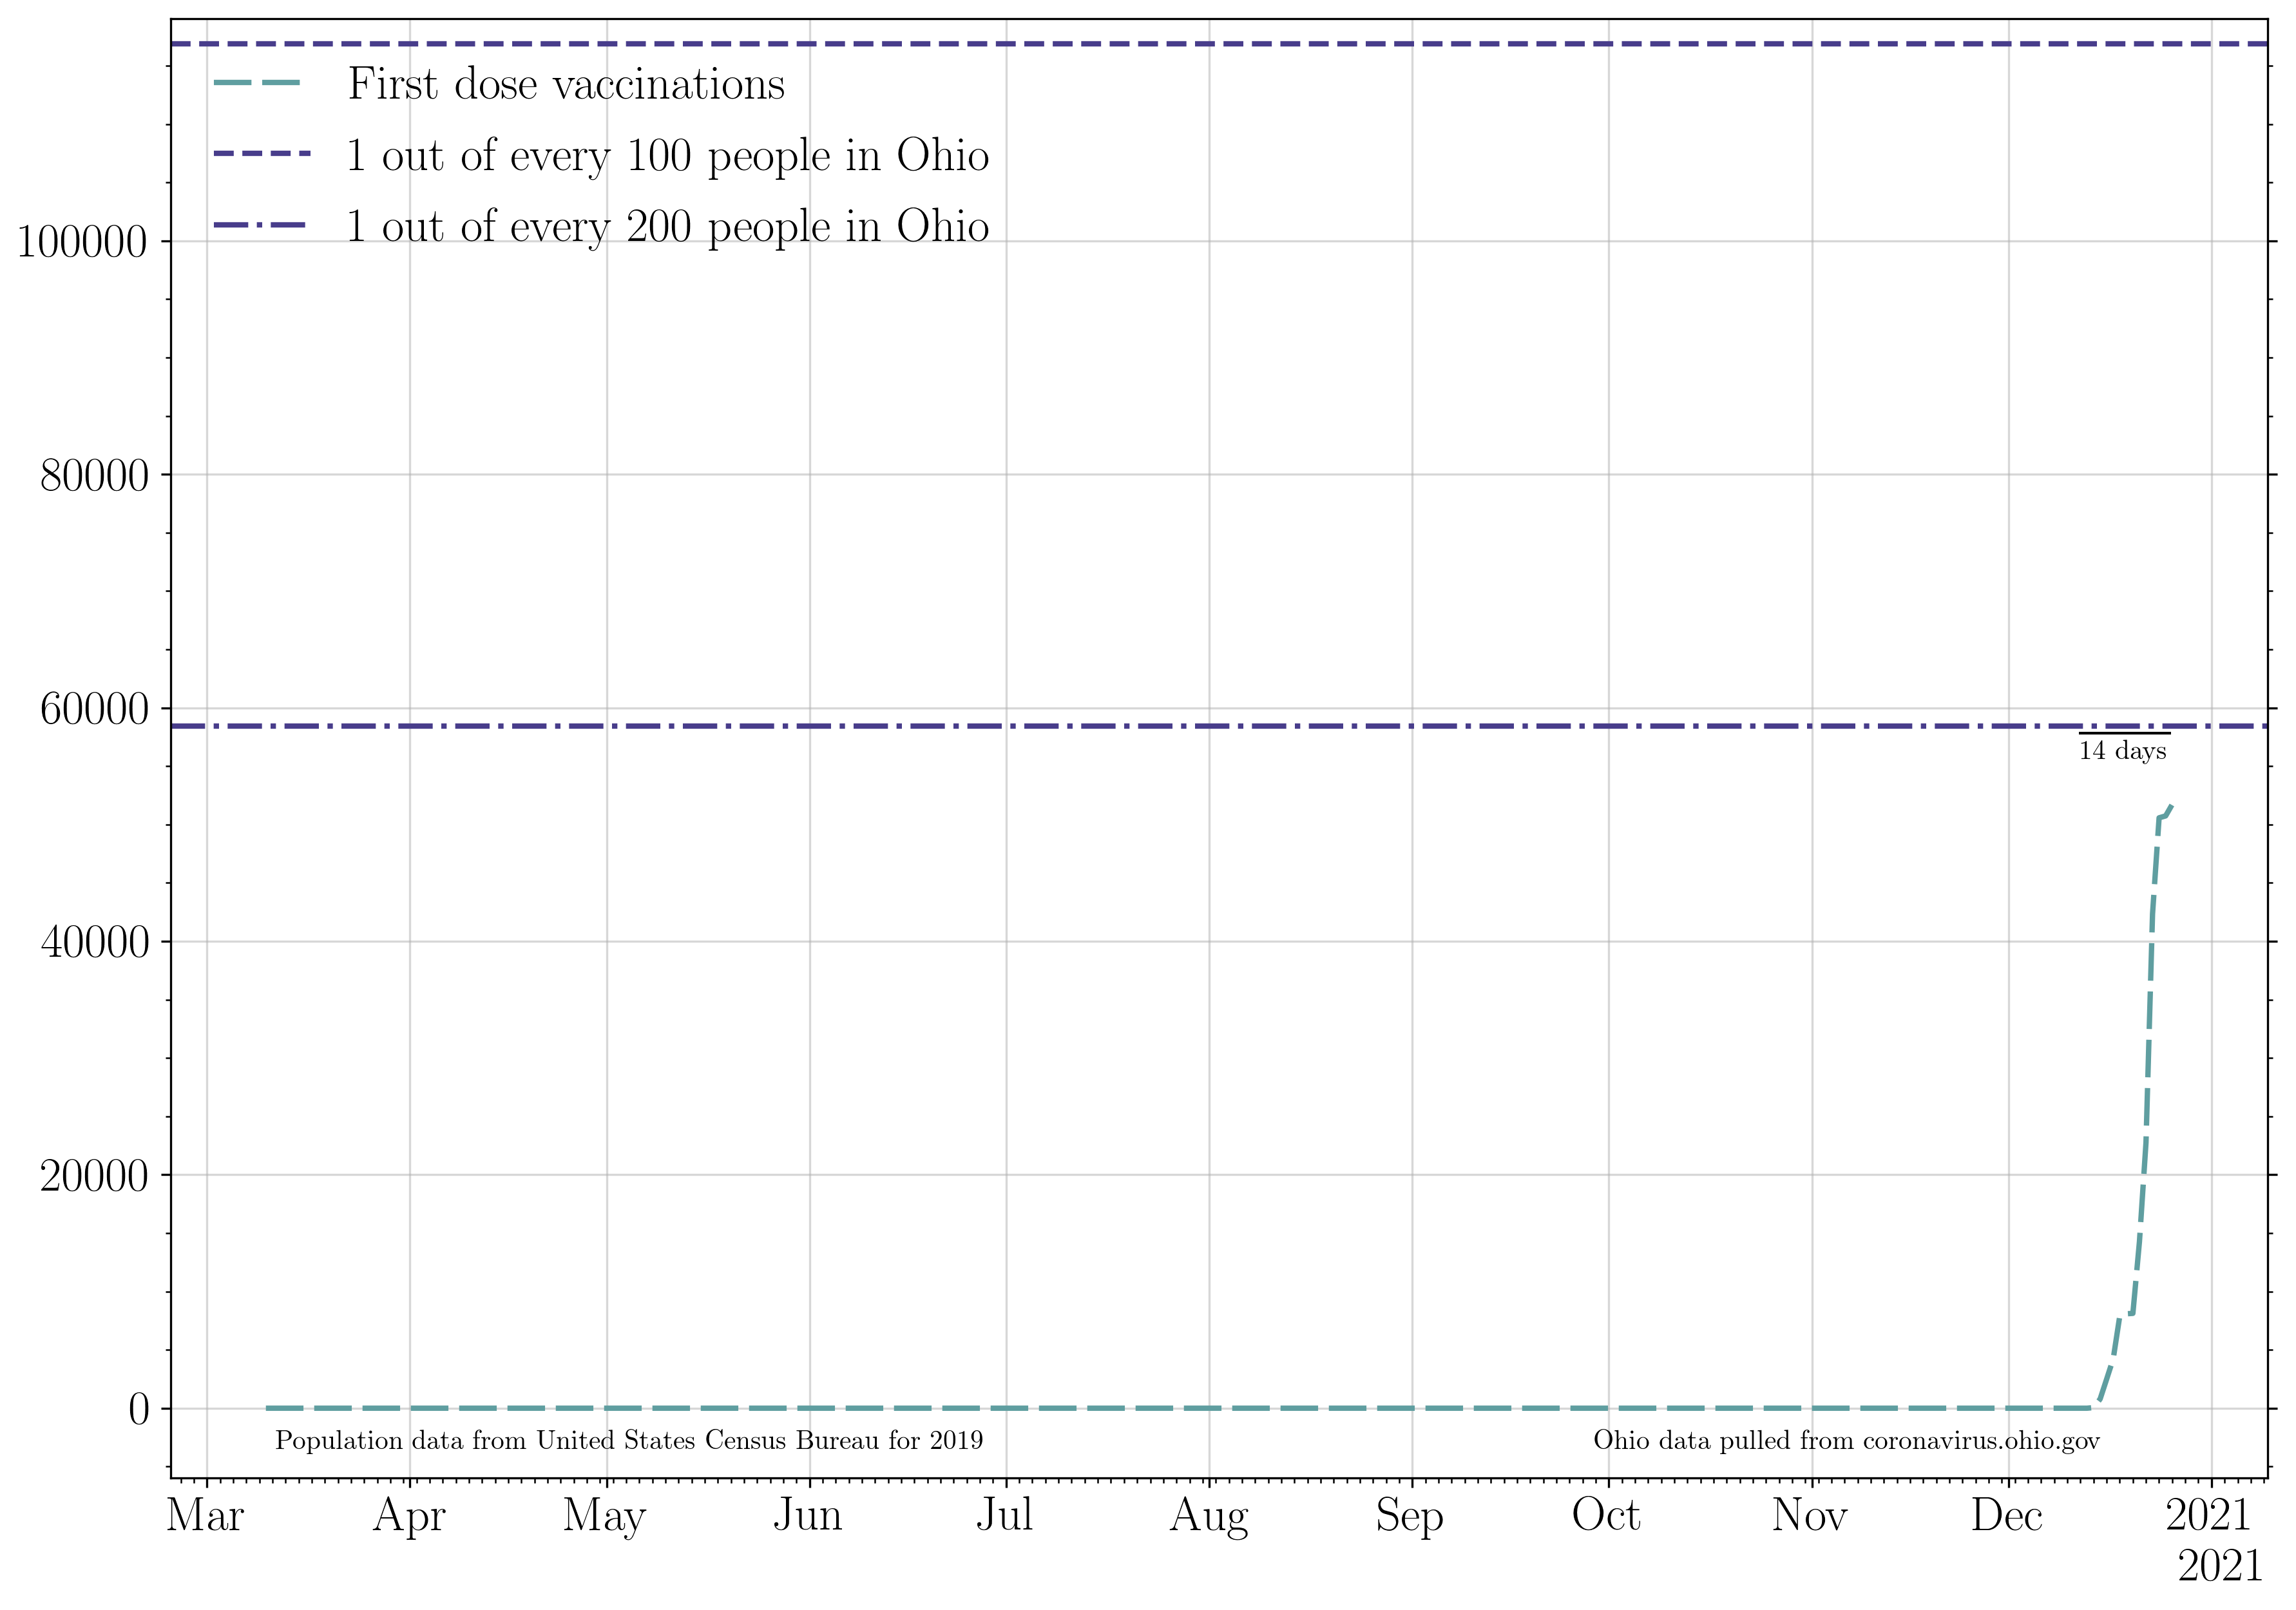 First dose vaccinations
1 out of every 100 people in Ohio
1 out of every 200 people in Ohio
100000
80000
60000
14 days
40000
20000
0
Population data from United States Census Bureau for 2019
Ohio data pulled from coronavirus.ohio.gov
Mar Apr May Jun Jul Aug Sep Oct Nov Dec 2021
2021